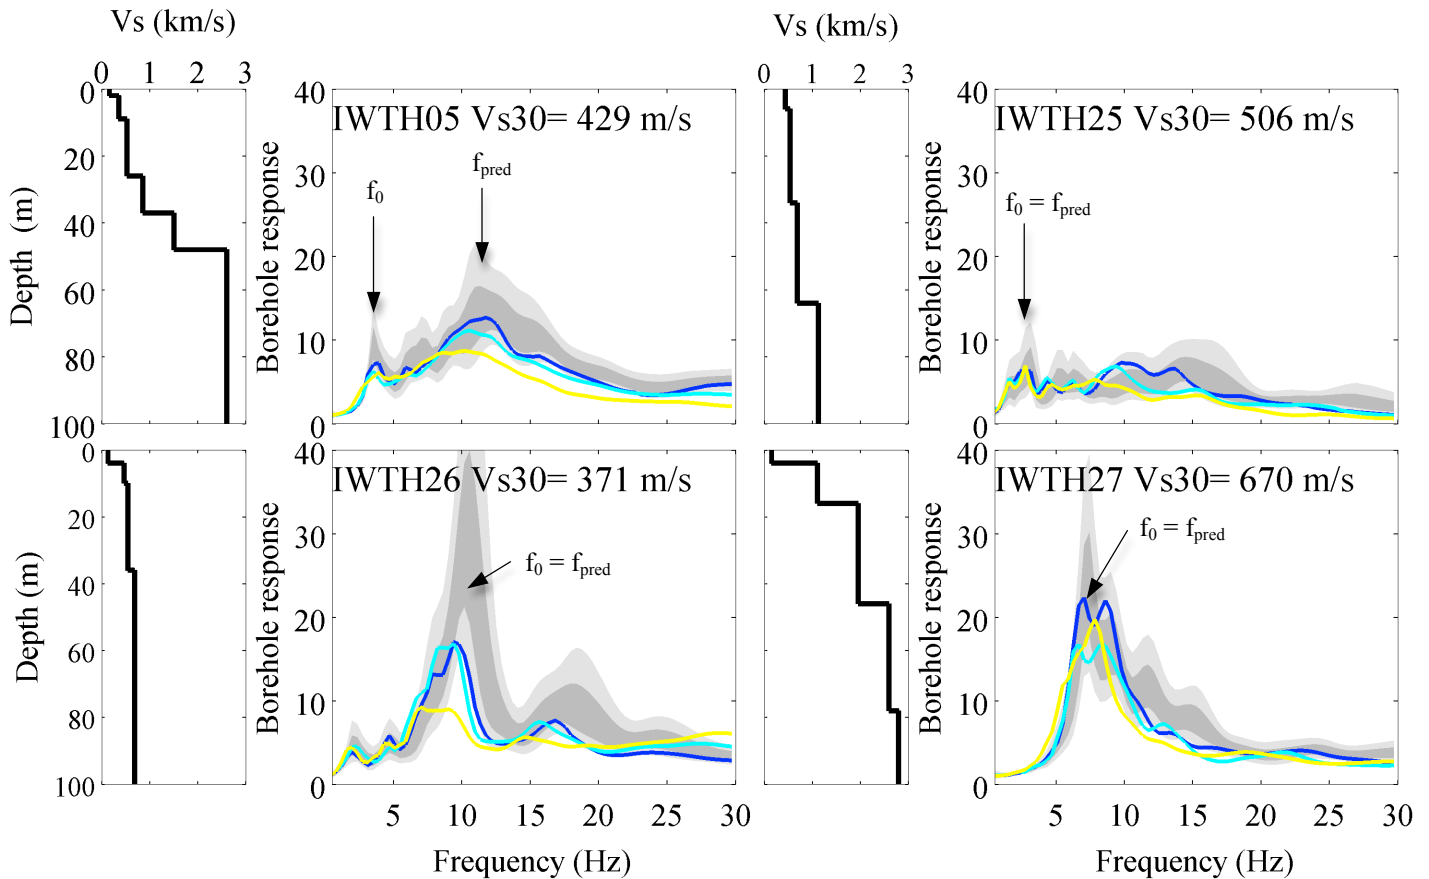 Vs (km/s)
Vs (km/s)
0 1 2 3
0 1 2 3
0
20
40
60
80
100
Depth (m)
40
30
20
10
0
Borehole response
IWTH05 Vs30= 429 m/s
f0
fpred
40
30
20
10
0
Borehole response
IWTH25 Vs30= 506 m/s
f0 = fpred
0
20
40
60
80
100
Depth (m)
40
30
20
10
0
Borehole response
IWTH26 Vs30= 371 m/s
f0 = fpred
5 10 15 20 25 30
Frequency (Hz)
40
30
20
10
0
Borehole response
IWTH27 Vs30= 670 m/s
f0 = fpred
5 10 15 20 25 30
Frequency (Hz)